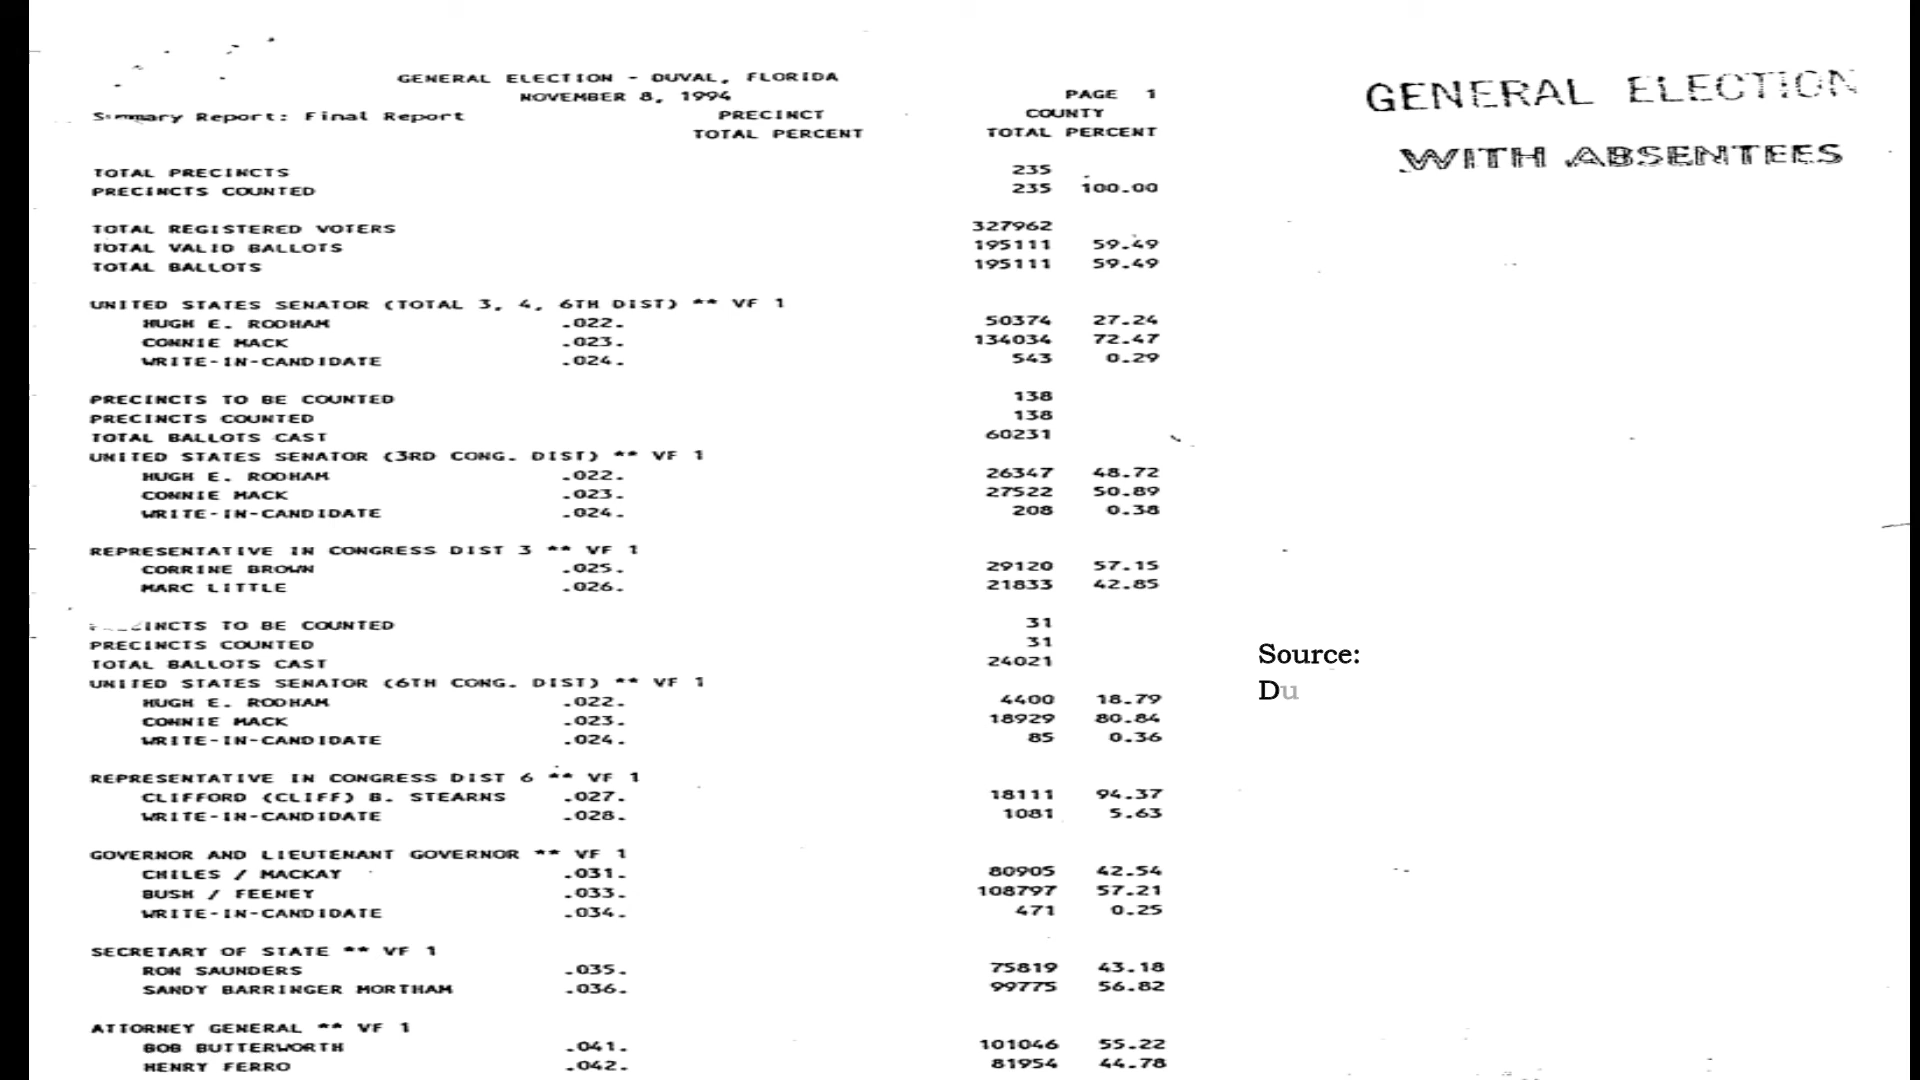 GENERAL ELECTION - DUVAL, FLORIDA
NOVEMBER 8, 1994 PAGE 1
Summary Report: Final Report PRECINCT COUNTY
TOTAL PERCENT TOTAL PERCENT
GENERAL ELECTION
WITH ABSENTEES
TOTAL PRECINCTS 235
PRECINCTS COUNTED 235 100.00
TOTAL REGISTERED VOTERS 327962
TOTAL VALID BALLOTS 195111 59.49
TOTAL BALLOTS 195111 59.49
UNITED STATES SENATOR (TOTAL 3, 4, 6TH DIST) ** VF 1
HUGH E. RODHAM .022. 50374 27.24
CONNIE MACK .023. 134034 72.47
WRITE-IN-CANDIDATE .024. 543 0.29
PRECINCTS TO BE COUNTED 138
PRECINCTS COUNTED 138
TOTAL BALLOTS CAST 60231
UNITED STATES SENATOR (3RD CONG. DIST) ** VF 1
HUGH E. RODHAM .022. 26347 48.72
CONNIE MACK .023. 27522 50.89
WRITE-IN-CANDIDATE .024. 208 0.38
REPRESENTATIVE IN CONGRESS DIST 3 ** VF 1
CORRINE BROWN .025. 29120 57.15
MARC LITTLE .026. 21833 42.85
TO BE COUNTED 31
PRECINCTS COUNTED 31
TOTAL BALLOTS CAST 24021
UNITED STATES SENATOR (6TH CONG. DIST) ** VF 1
HUGH E. RODHAM .022. 4400 18.79
CONNIE MACK .023. 18929 80.84
WRITE-IN-CANDIDATE .024. 85 0.36
REPRESENTATIVE IN CONGRESS DIST 6 ** VF 1
CLIFFORD (CLIFF) B. STEARNS .027. 18111 94.37
WRITE-IN-CANDIDATE .028. 1081 5.63
GOVERNOR AND LIEUTENANT GOVERNOR ** VF 1
CHILES / MACKAY .031. 80905 42.54
BUSH / FEENEY .033. 108797 57.21
WRITE-IN-CANDIDATE .034. 471 0.25
SECRETARY OF STATE ** VF 1
RON SAUNDERS .035. 75819 43.18
SANDY BARRINGER MORTHAM .036. 99775 56.82
ATTORNEY GENERAL ** VF 1
BOB BUTTERWORTH .041. 101046 55.22
HENRY FERRO .042. 81954 44.78
Source:
Du